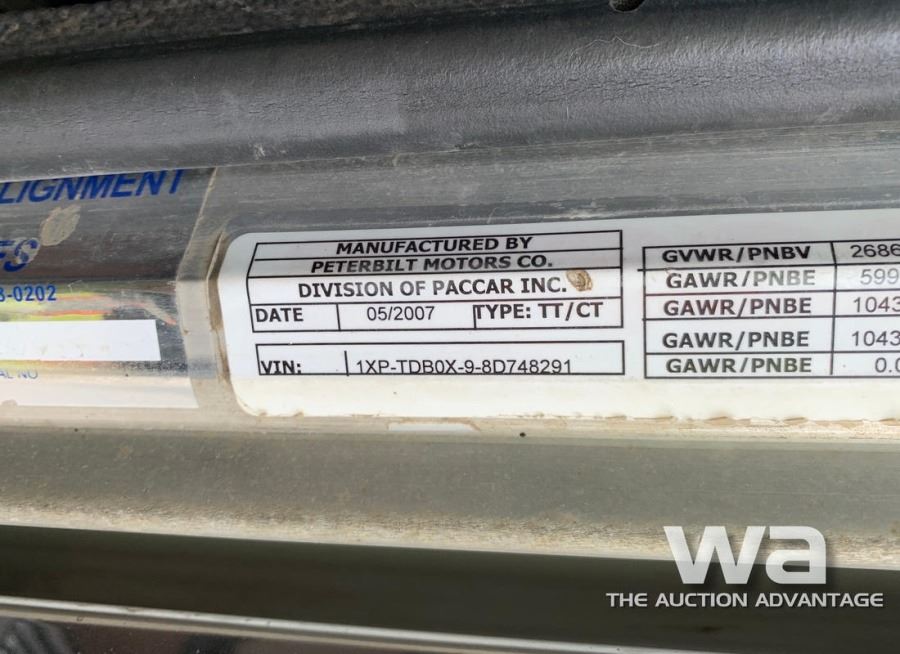 LIGNMENT
-0202
MANUFACTURED BY
PETERBILT MOTORS CO.
DIVISION OF PACCAR INC.
DATE 05/2007 TYPE: TT/CT
VIN: 1XP-TDB0X-9-8D748291
GVWR/PNBV 2686
GAWR/PNBE 599
GAWR/PNBE 1043
GAWR/PNBE 1043
GAWR/PNBE 0.0
wa
THE AUCTION ADVANTAGE